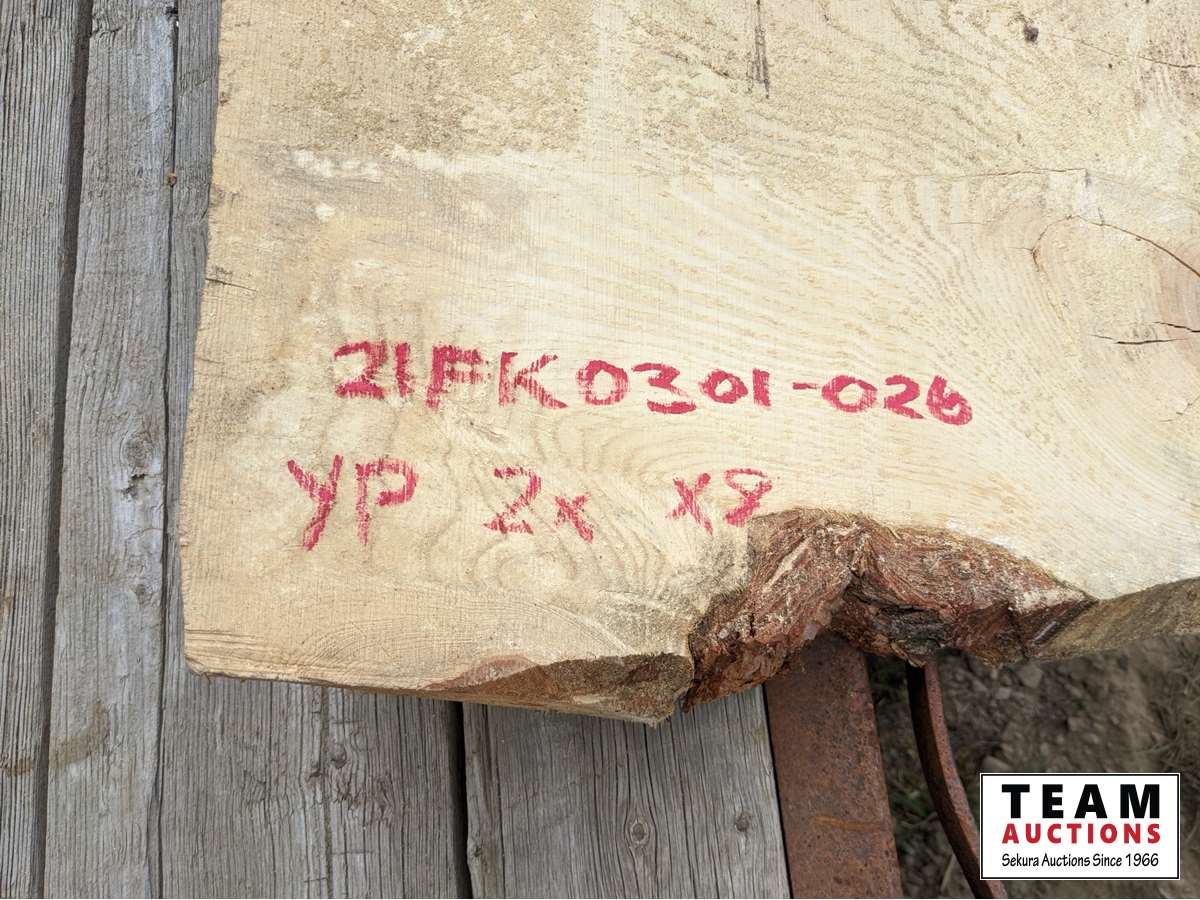 21FK0301-026
YP 2x x8
TEAM
AUCTIONS
Sekura Auctions Since 1966